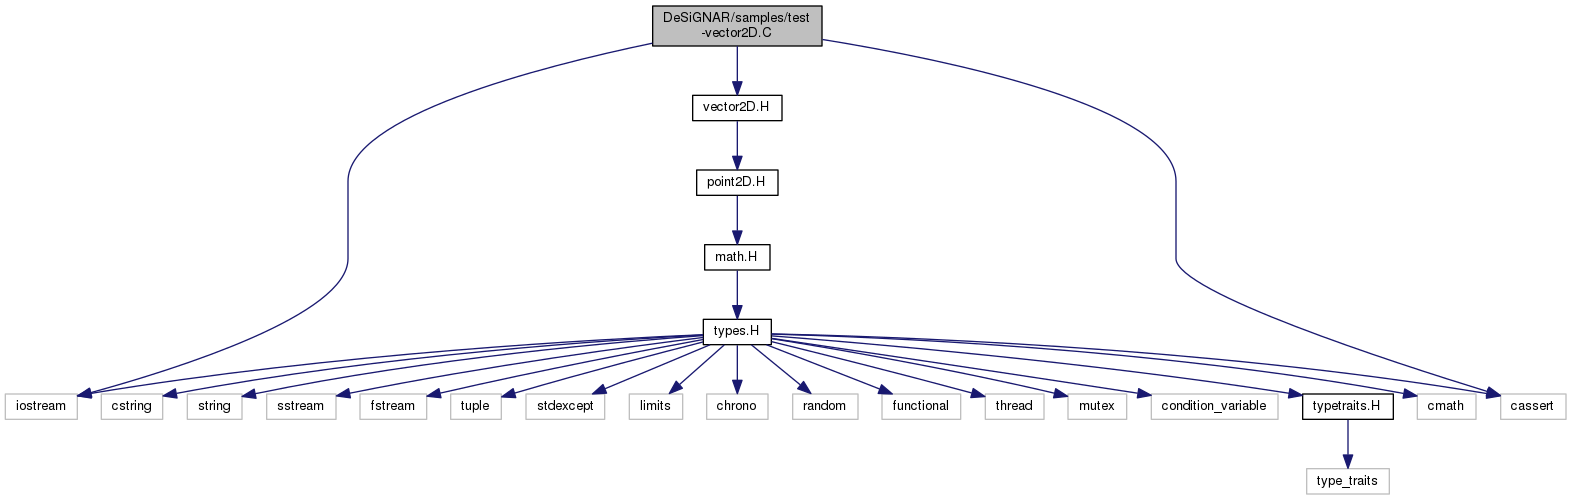 DeSiGNAR/samples/test
-vector2D.C
vector2D.H
point2D.H
math.H
types.H
iostream
cstring
string
sstream
fstream
tuple
stdexcept
limits
chrono
random
functional
thread
mutex
condition_variable
typetraits.H
cmath
cassert
type_traits